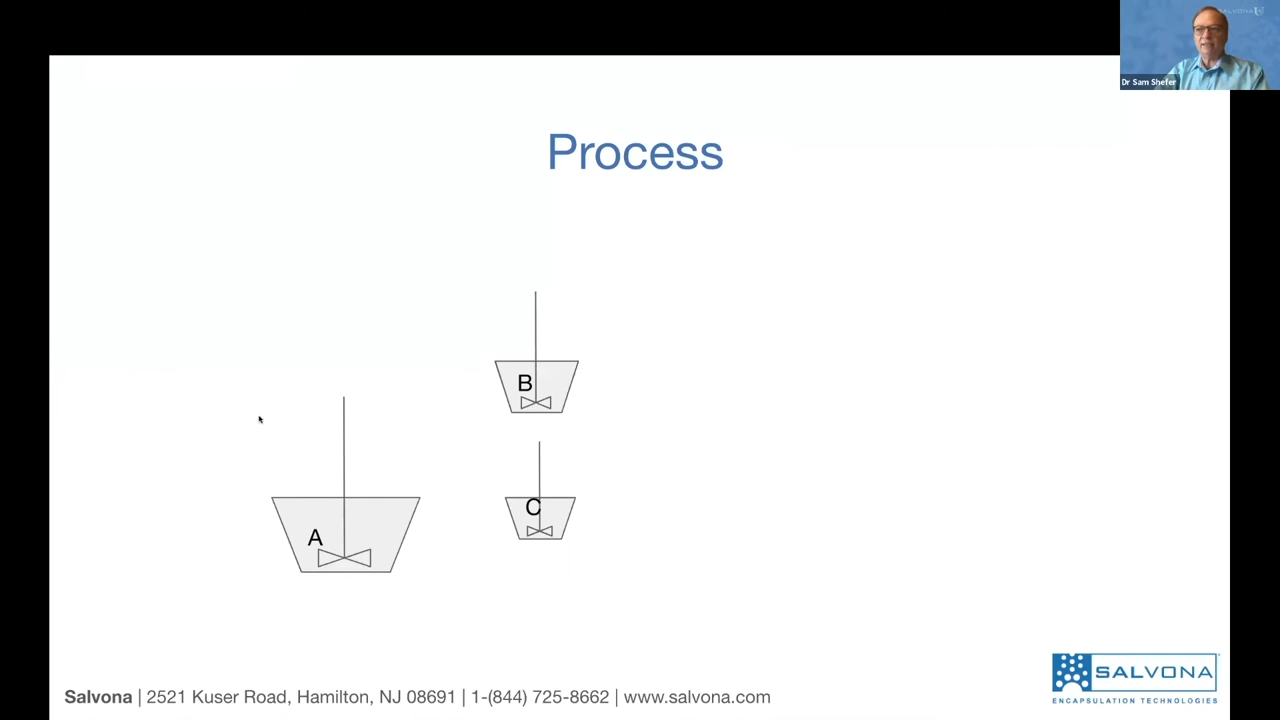 SALVONA
Dr Sam Shefer
Process
B
C
A
Salvona | 2521 Kuser Road, Hamilton, NJ 08691 | 1-(844) 725-8662 | www.salvona.com
SALVONA
ENCAPSULATION TECHNOLOGIES